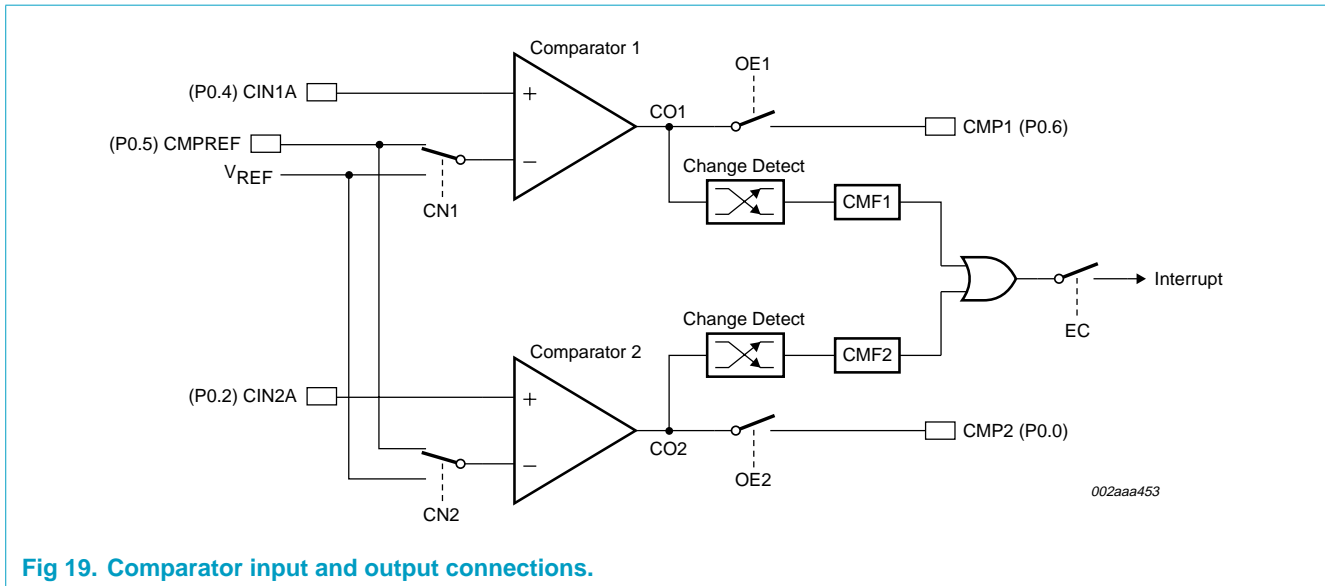 Comparator 1
OE1
(P0.4) CIN1A
+
CO1
CMP1 (P0.6)
(P0.5) CMPREF
VREF
−
CN1
Change Detect
CMF1
Interrupt
EC
Change Detect
CMF2
Comparator 2
(P0.2) CIN2A
+
CO2
CMP2 (P0.0)
−
OE2
CN2
002aaa453
Fig 19. Comparator input and output connections.